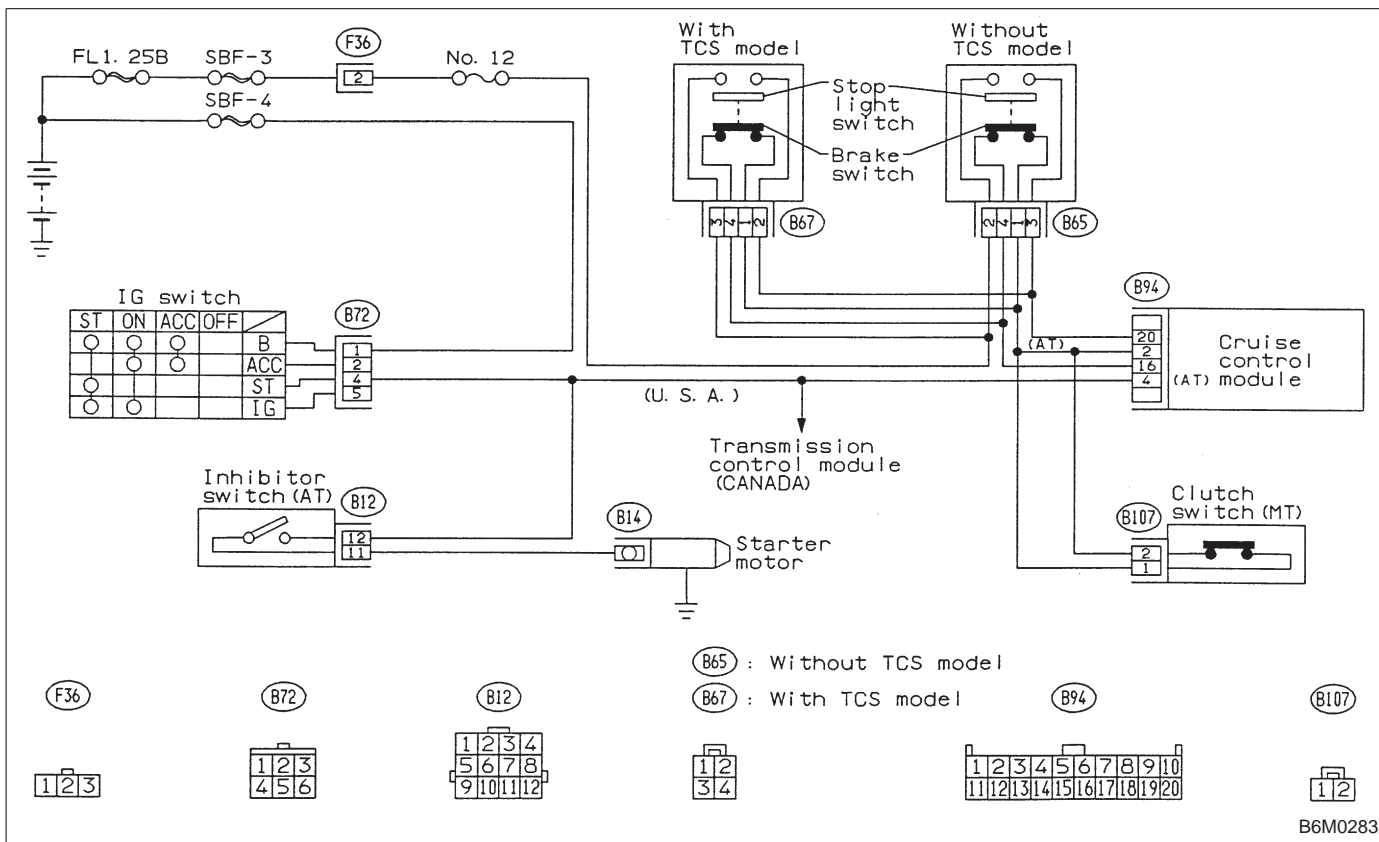 FL1. 25B
SBF-3
F36
2
No. 12
SBF-4
With
TCS model
Without
TCS model
Stop
light
switch
Brake
switch
3 4 1 2
B67
2 4 1 3
B65
IG switch
ST ON ACC OFF
B
ACC
ST
IG
B72
1
2
4
5
B94
20
2
16
4
(AT)
(AT)
Cruise
control
module
(U. S. A. )
Transmission
control module
(CANADA)
Inhibitor
switch (AT)
B12
12
11
B14
Starter
motor
B107
Clutch
switch (MT)
2
1
B65 : Without TCS model
B67 : With TCS model
F36
1 2 3
B72
1 2 3
4 5 6
B12
1 2 3 4
5 6 7 8
9 10 11 12
1 2
3 4
B94
1 2 3 4 5 6 7 8 9 10
11 12 13 14 15 16 17 18 19 20
B107
1 2
B6M0283